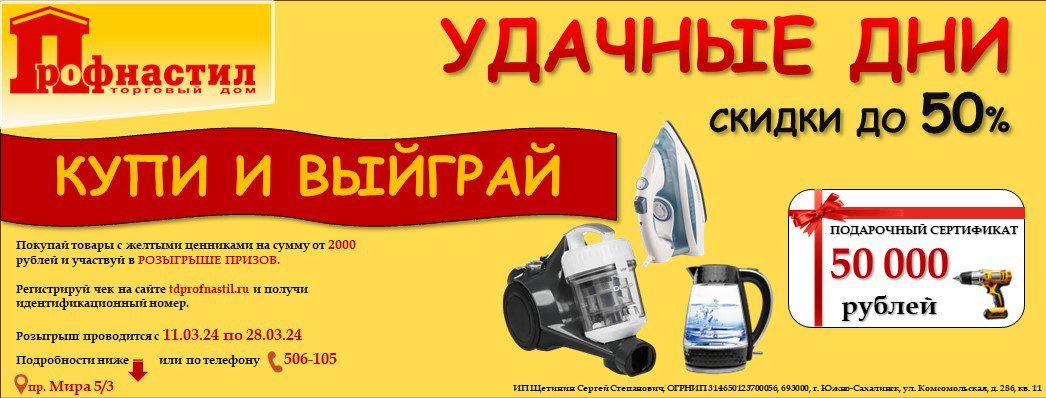 Профнастил
торговый дом
УДАЧНЫЕ ДНИ
скидки до 50%
КУПИ И ВЫЙГРАЙ
Покупай товары с желтыми ценниками на сумму от 2000
рублей и участвуй в РОЗЫГРЫШЕ ПРИЗОВ.
Регистрируй чек на сайте tdprofnastil.ru и получи
идентификационный номер.
Розыгрыш проводится с 11.03.24 по 28.03.24
Подробности ниже или по телефону 506-105
пр. Мира 5/3
ПОДАРОЧНЫЙ СЕРТИФИКАТ
50 000
рублей
ИП Щетинин Сергей Степанович, ОГРНИП 314650123700056, 693000, г. Южно-Сахалинск, ул. Комсомольская, д. 286, кв. 11